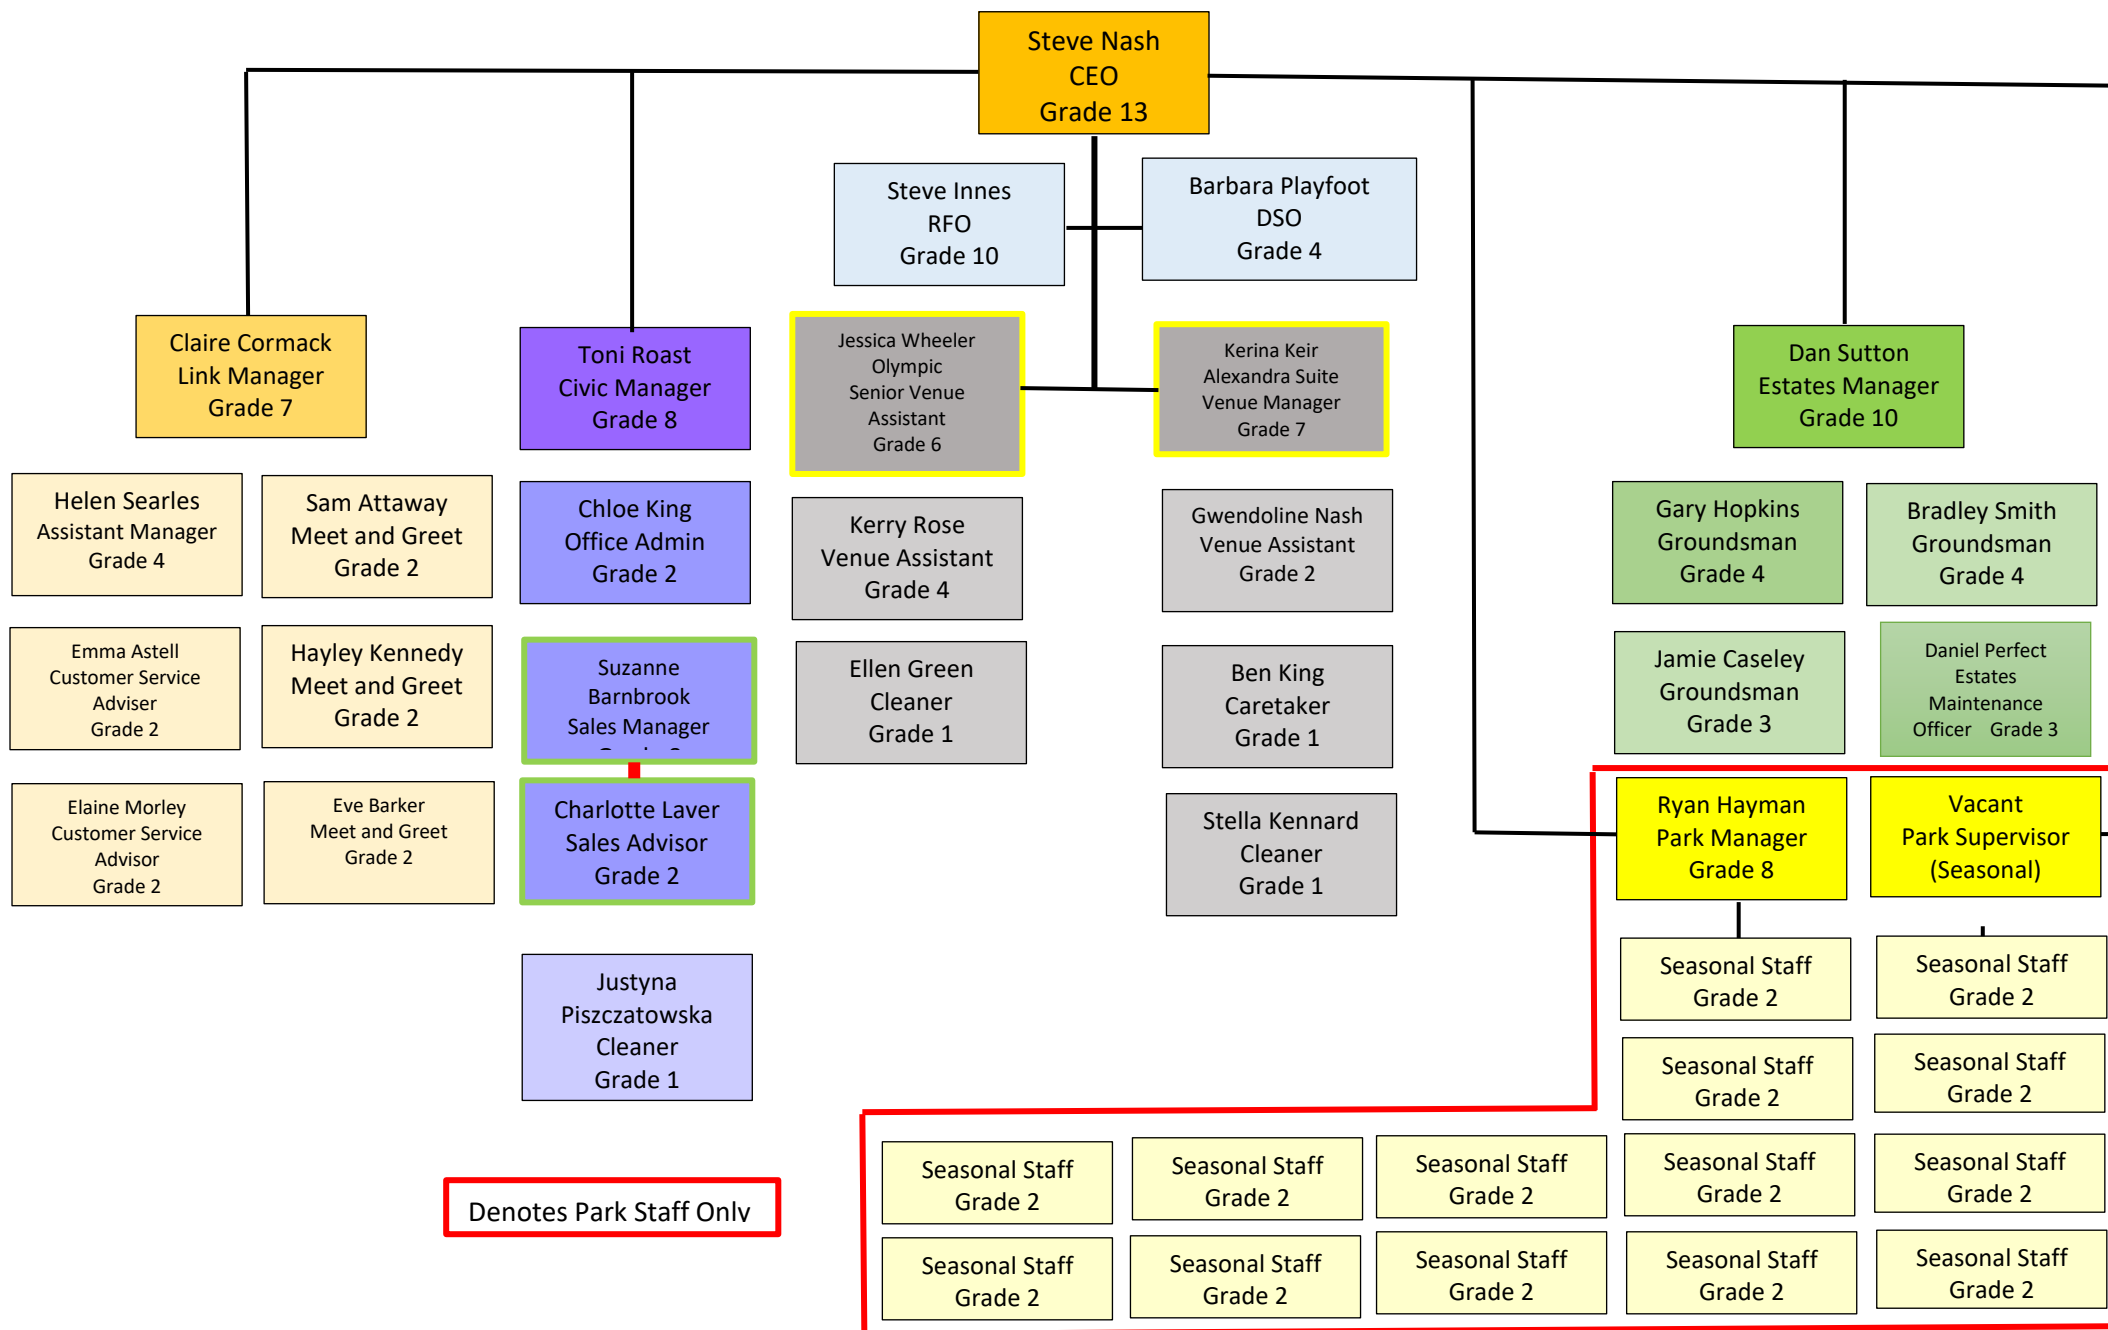 Steve Nash
CEO
Grade 13
Steve Innes
RFO
Grade 10
Barbara Playfoot
DSO
Grade 4
Claire Cormack
Link Manager
Grade 7
Toni Roast
Civic Manager
Grade 8
Jessica Wheeler
Olympic
Senior Venue
Assistant
Grade 6
Kerina Keir
Alexandra Suite
Venue Manager
Grade 7
Dan Sutton
Estates Manager
Grade 10
Helen Searles
Assistant Manager
Grade 4
Sam Attaway
Meet and Greet
Grade 2
Chloe King
Office Admin
Grade 2
Kerry Rose
Venue Assistant
Grade 4
Gwendoline Nash
Venue Assistant
Grade 2
Gary Hopkins
Groundsman
Grade 4
Bradley Smith
Groundsman
Grade 4
Emma Astell
Customer Service
Adviser
Grade 2
Hayley Kennedy
Meet and Greet
Grade 2
Suzanne
Barnbrook
Sales Manager
Ellen Green
Cleaner
Grade 1
Ben King
Caretaker
Grade 1
Jamie Caseley
Groundsman
Grade 3
Daniel Perfect
Estates
Maintenance
Officer Grade 3
Elaine Morley
Customer Service
Advisor
Grade 2
Eve Barker
Meet and Greet
Grade 2
Charlotte Laver
Sales Advisor
Grade 2
Stella Kennard
Cleaner
Grade 1
Ryan Hayman
Park Manager
Grade 8
Vacant
Park Supervisor
(Seasonal)
Justyna
Piszczatowska
Cleaner
Grade 1
Seasonal Staff
Grade 2
Seasonal Staff
Grade 2
Seasonal Staff
Grade 2
Seasonal Staff
Grade 2
Seasonal Staff
Grade 2
Seasonal Staff
Grade 2
Seasonal Staff
Grade 2
Seasonal Staff
Grade 2
Seasonal Staff
Grade 2
Denotes Park Staff Only
Seasonal Staff
Grade 2
Seasonal Staff
Grade 2
Seasonal Staff
Grade 2
Seasonal Staff
Grade 2
Seasonal Staff
Grade 2